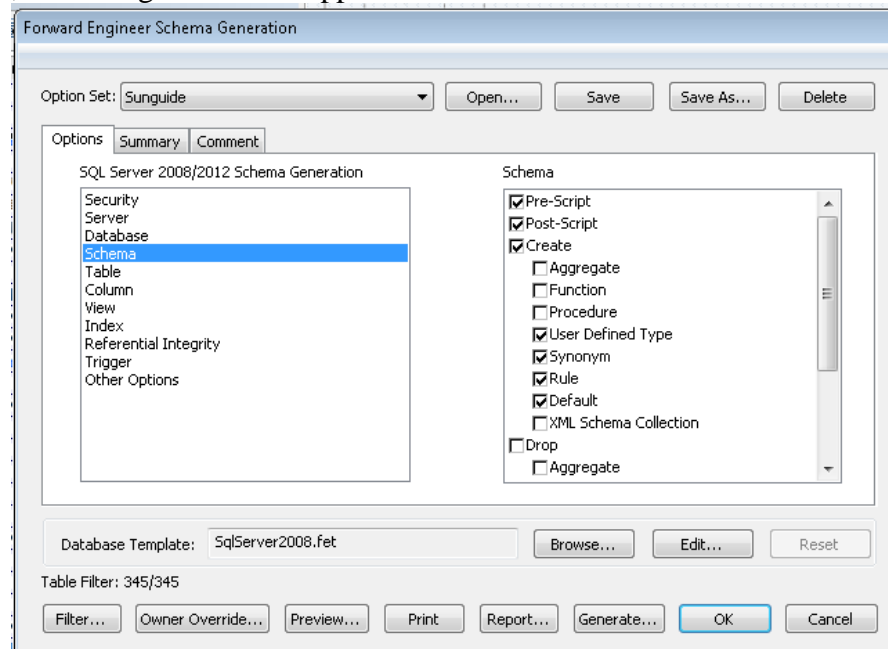 Forward Engineer Schema Generation
Option Set: Sunguide Open... Save Save As... Delete
Options Summary Comment
SQL Server 2008/2012 Schema Generation
Security
Server
Database
Schema
Table
Column
View
Index
Referential Integrity
Trigger
Other Options
Schema
Pre-Script
Post-Script
Create
Aggregate
Function
Procedure
User Defined Type
Synonym
Rule
Default
XML Schema Collection
Drop
Aggregate
Database Template: SqlServer2008.fet Browse... Edit... Reset
Table Filter: 345/345
Filter... Owner Override... Preview... Print Report... Generate... OK Cancel